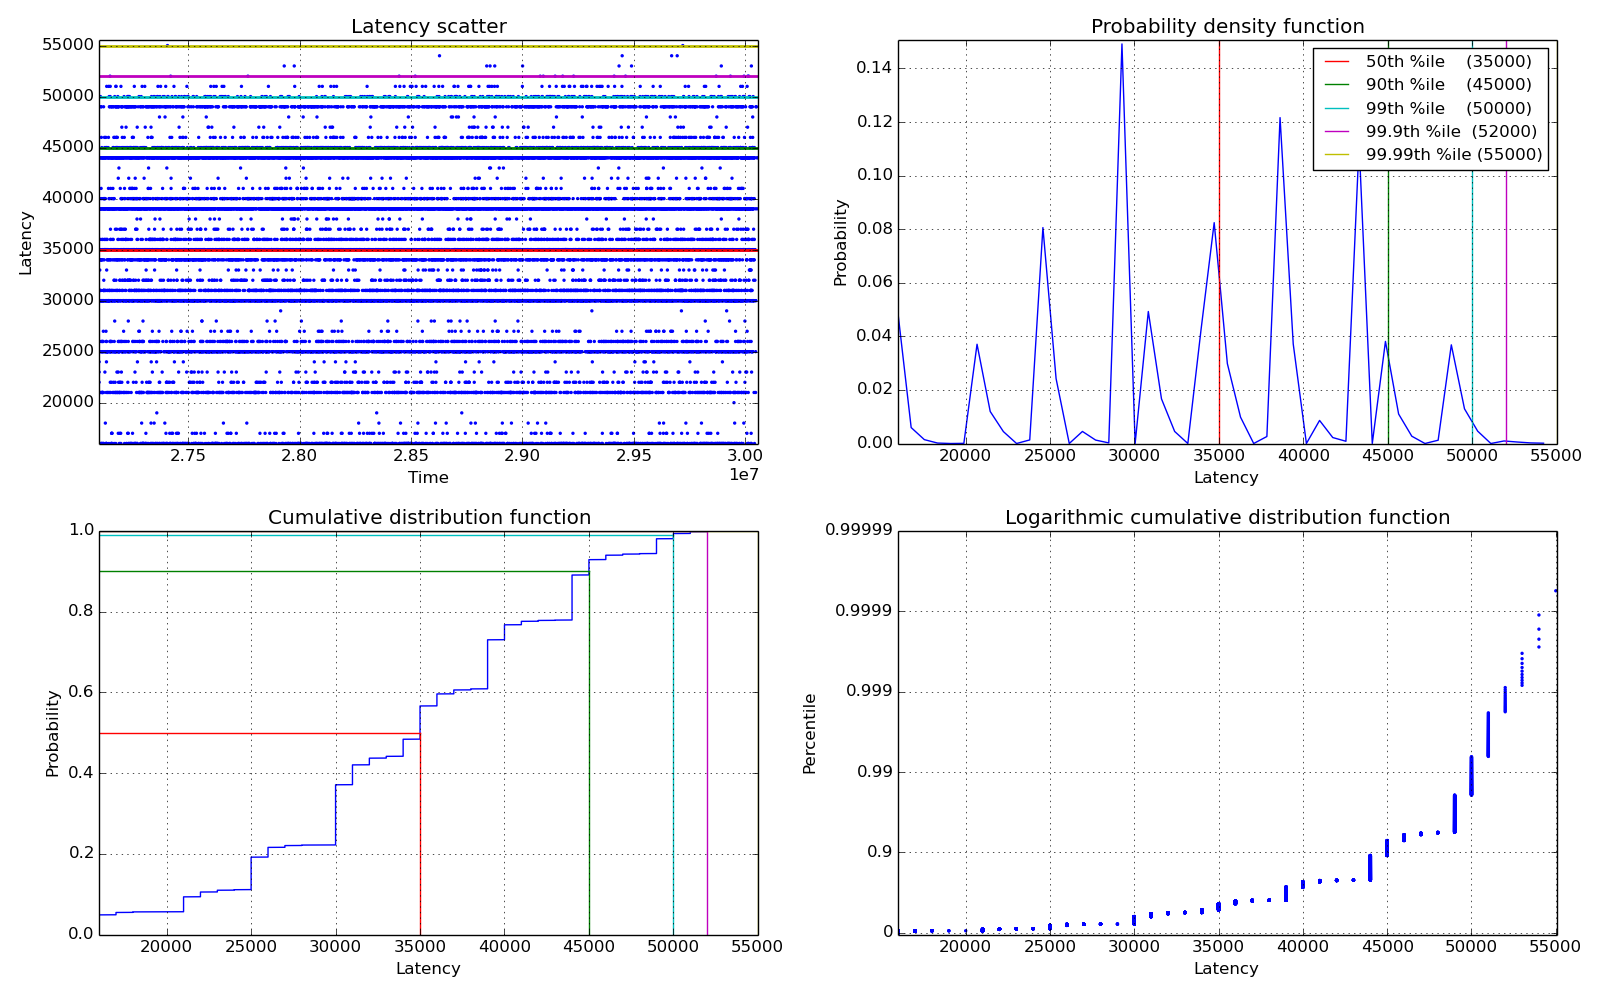 Latency scatter
55000
50000
45000
40000
35000
30000
25000
20000
Latency
2.75 2.80 2.85 2.90 2.95 3.00
1e7
Time
Probability density function
0.14
0.12
0.10
0.08
0.06
0.04
0.02
0.00
Probability
50th %ile (35000)
90th %ile (45000)
99th %ile (50000)
99.9th %ile (52000)
99.99th %ile (55000)
20000 25000 30000 35000 40000 45000 50000 55000
Latency
Cumulative distribution function
1.0
0.8
0.6
0.4
0.2
0.0
Probability
20000 25000 30000 35000 40000 45000 50000 55000
Latency
Logarithmic cumulative distribution function
0.99999
0.9999
0.999
0.99
0.9
0
Percentile
20000 25000 30000 35000 40000 45000 50000 55000
Latency